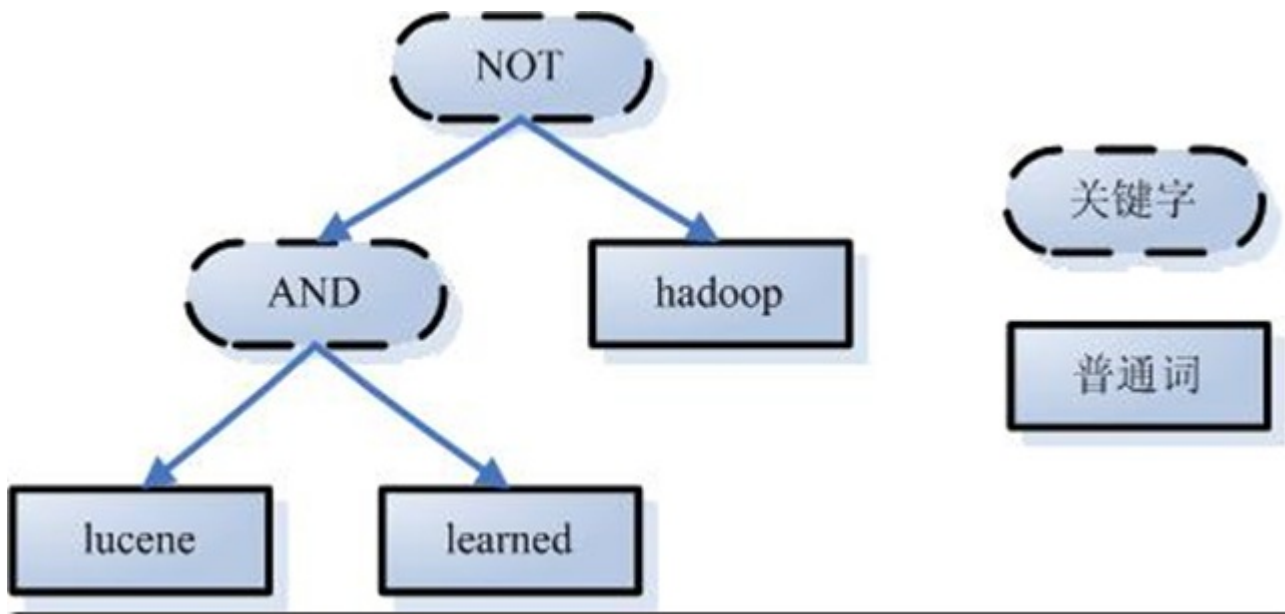 NOT
关键字
AND
hadoop
普通词
lucene
learned